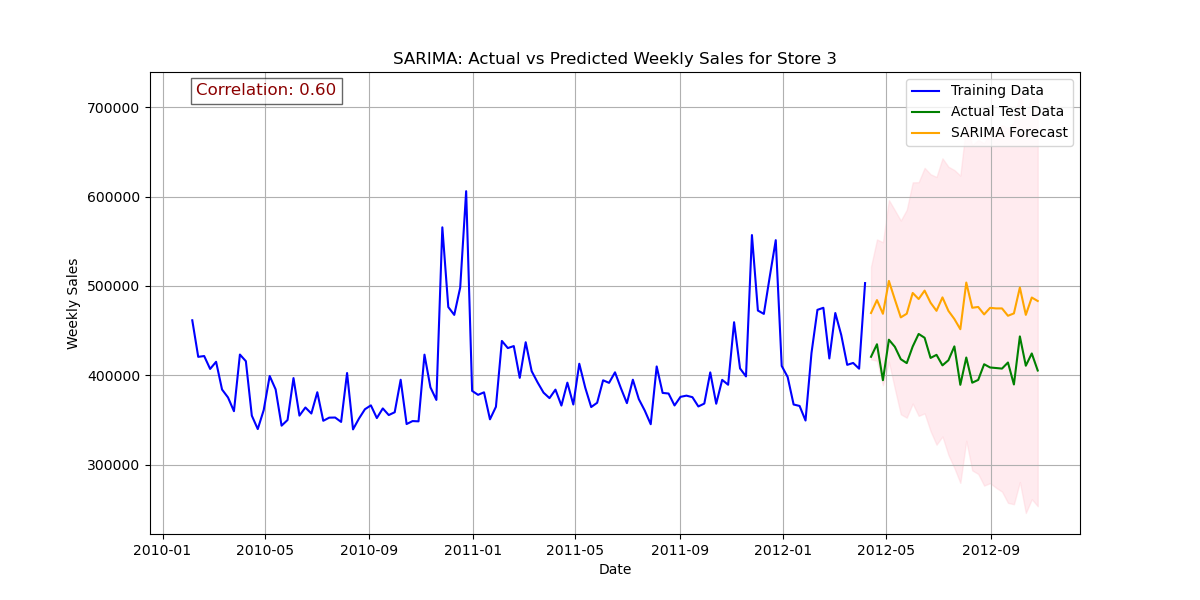 SARIMA: Actual vs Predicted Weekly Sales for Store 3
Correlation: 0.60
Training Data
Actual Test Data
SARIMA Forecast
700000
600000
500000
400000
300000
Weekly Sales
2010-01 2010-05 2010-09 2011-01 2011-05 2011-09 2012-01 2012-05 2012-09
Date